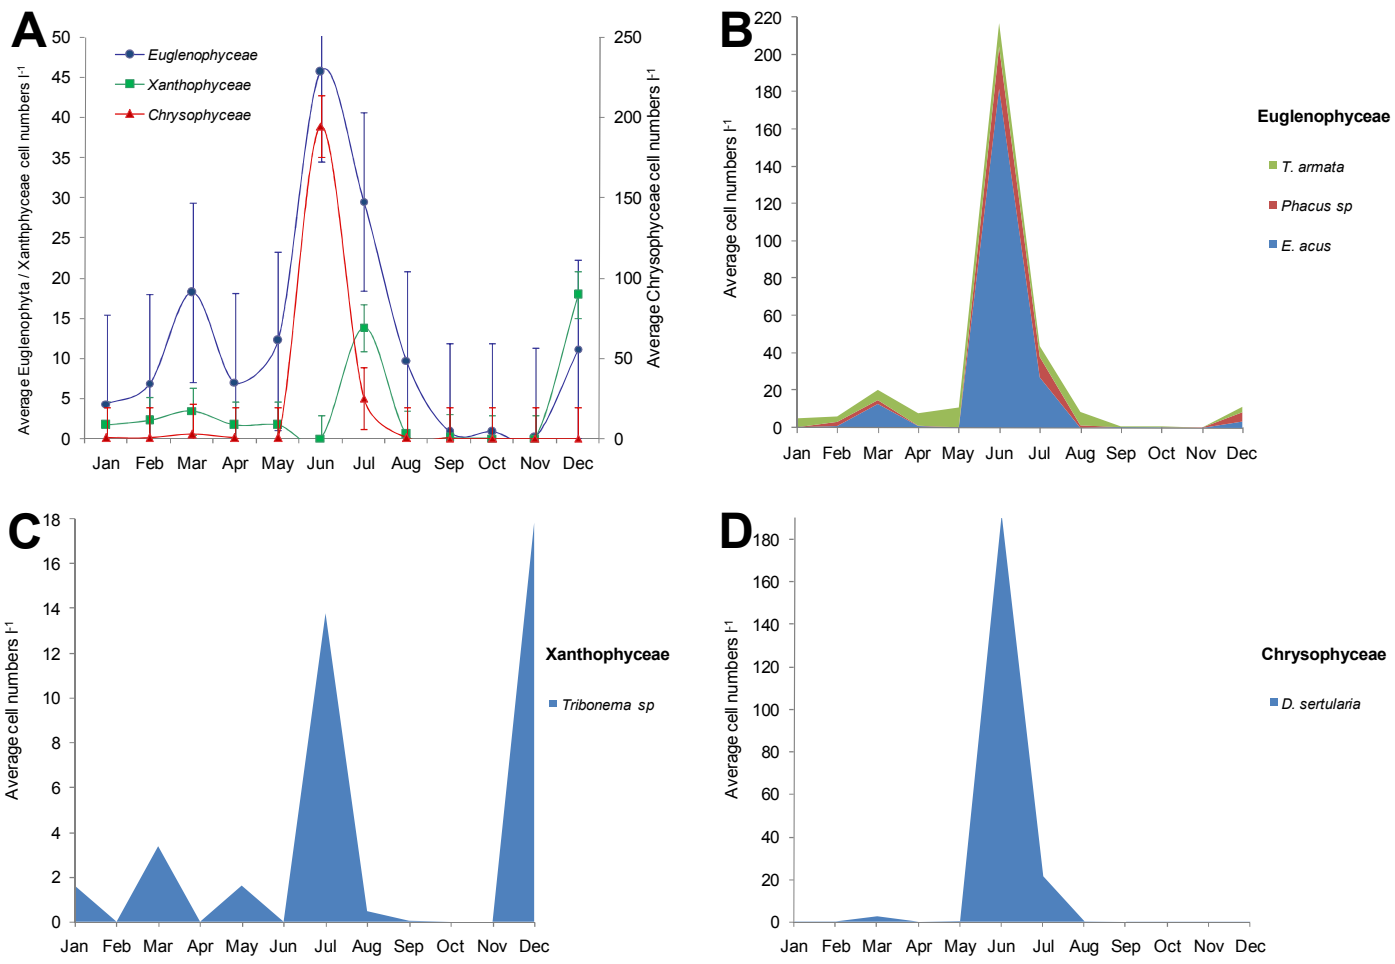 A
Average Euglenophyta / Xanthphyceae cell numbers l-1
50
45
40
35
30
25
20
15
10
5
0
Euglenophyceae
Xanthophyceae
Chrysophyceae
250
200
150
100
50
0
Average Chrysophyceae cell numbers l-1
Jan Feb Mar Apr May Jun Jul Aug Sep Oct Nov Dec
B
Average cell numbers l-1
220
200
180
160
140
120
100
80
60
40
20
0
Jan Feb Mar Apr May Jun Jul Aug Sep Oct Nov Dec
Euglenophyceae
T. armata
Phacus sp
E. acus
C
Average cell numbers l-1
18
16
14
12
10
8
6
4
2
0
Jan Feb Mar Apr May Jun Jul Aug Sep Oct Nov Dec
Xanthophyceae
Tribonema sp
D
Average cell numbers l-1
180
160
140
120
100
80
60
40
20
0
Jan Feb Mar Apr May Jun Jul Aug Sep Oct Nov Dec
Chrysophyceae
D. sertularia